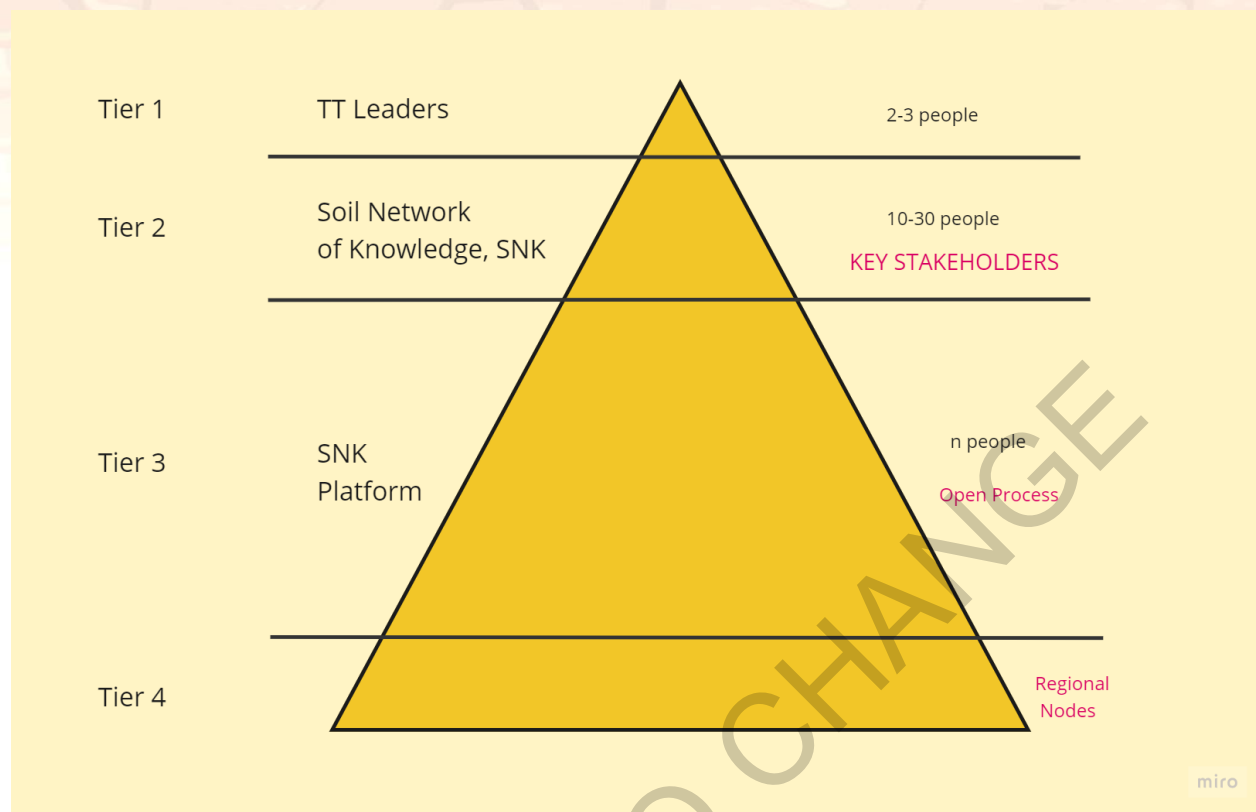 Tier 1
TT Leaders
2-3 people
Tier 2
Soil Network
of Knowledge, SNK
10-30 people
KEY STAKEHOLDERS
Tier 3
SNK
Platform
n people
Open Process
Tier 4
Regional
Nodes
CHANGE
miro